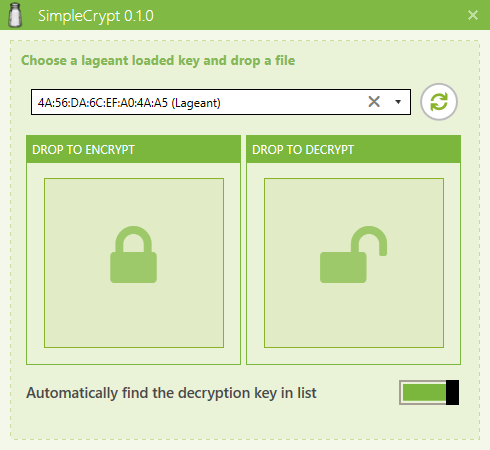 SimpleCrypt 0.1.0
Choose a lageant loaded key and drop a file
4A:56:DA:6C:EF:A0:4A:A5 (Lageant)
DROP TO ENCRYPT
DROP TO DECRYPT
Automatically find the decryption key in list